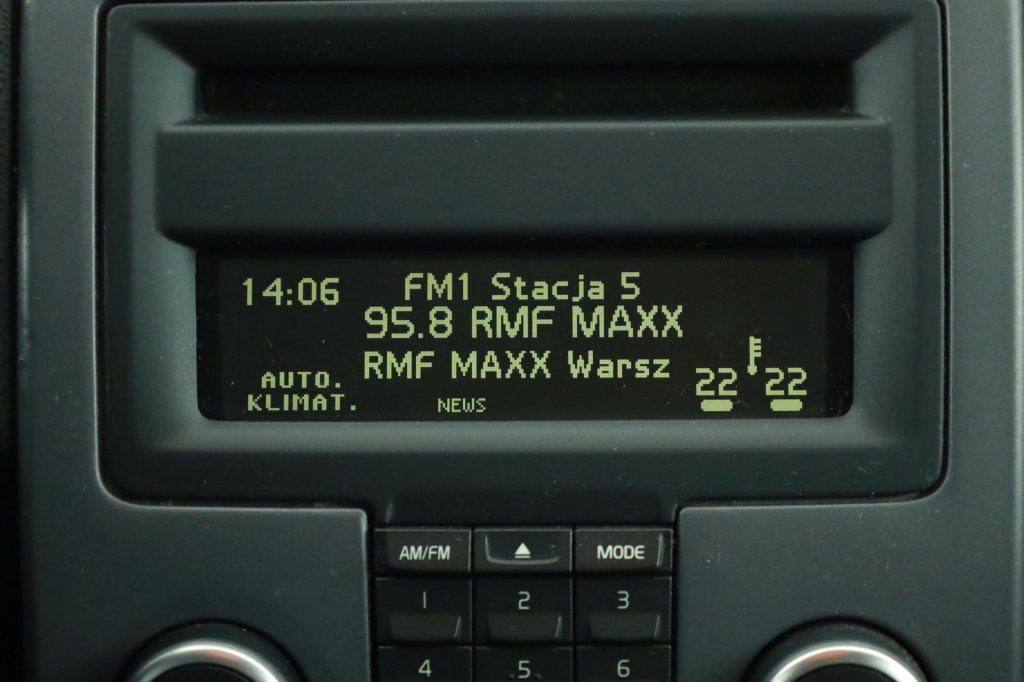 14:06 FM1 Stacja 5
95.8 RMF MAXX
RMF MAXX Warsz
22 22
AUTO.
KLIMAT.
NEWS
AM/FM MODE
1 2 3
4 5 6